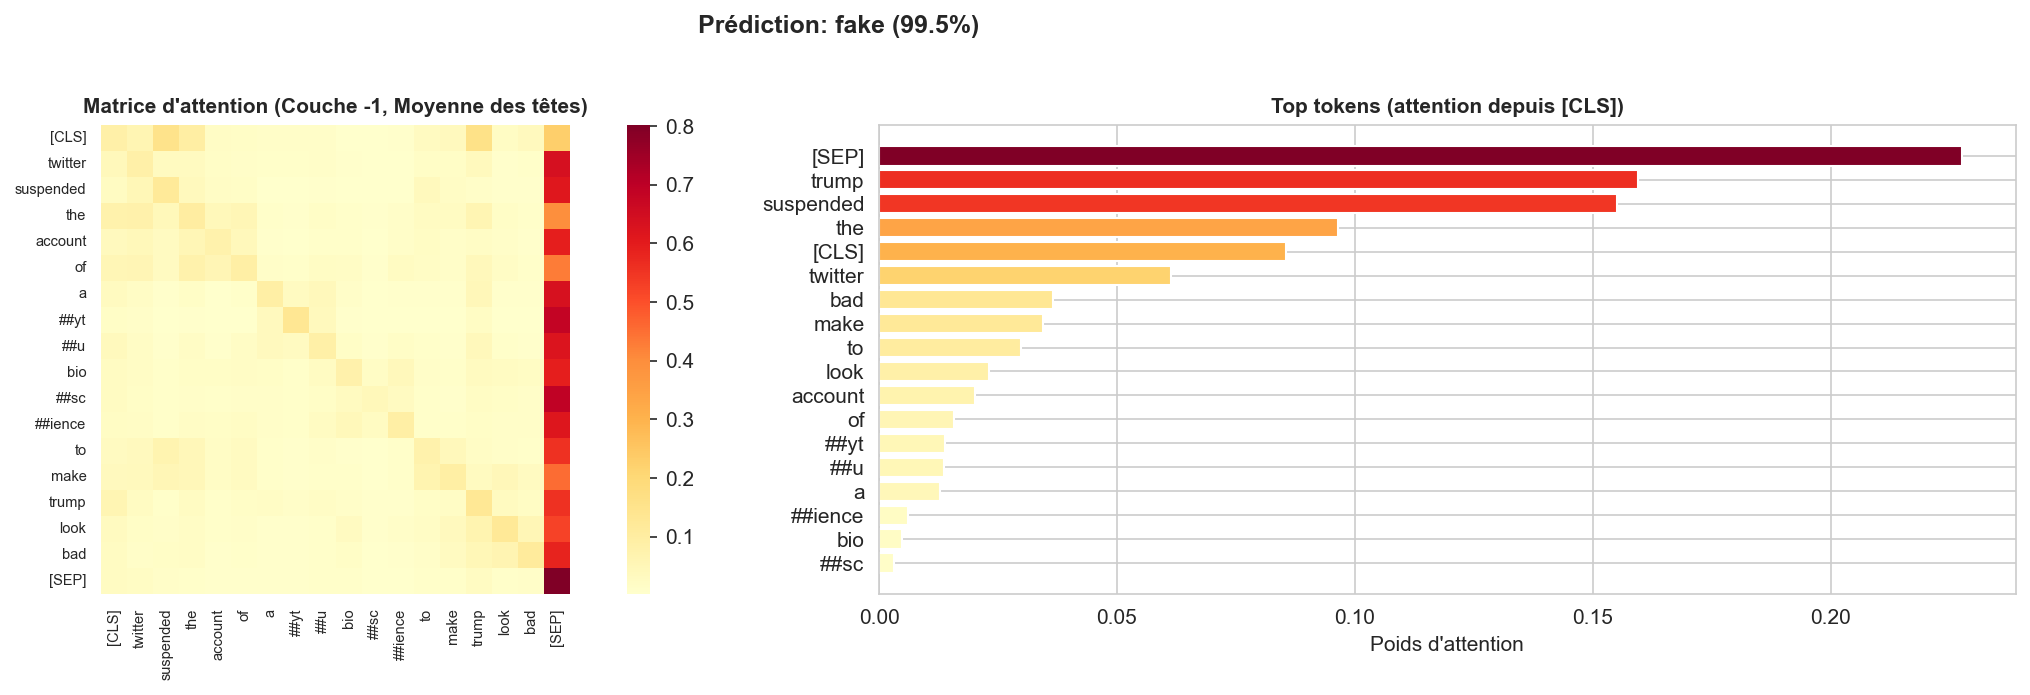 Prédiction: fake (99.5%)
Matrice d'attention (Couche -1, Moyenne des têtes)
[CLS]
twitter
suspended
the
account
of
a
##yt
##u
bio
##sc
##ience
to
make
trump
look
bad
[SEP]
[CLS]
twitter
suspended
the
account
of
a
##yt
##u
bio
##sc
##ience
to
make
trump
look
bad
[SEP]
0.8
0.7
0.6
0.5
0.4
0.3
0.2
0.1
Top tokens (attention depuis [CLS])
[SEP]
trump
suspended
the
[CLS]
twitter
bad
make
to
look
account
of
##yt
##u
a
##ience
bio
##sc
0.00 0.05 0.10 0.15 0.20
Poids d'attention